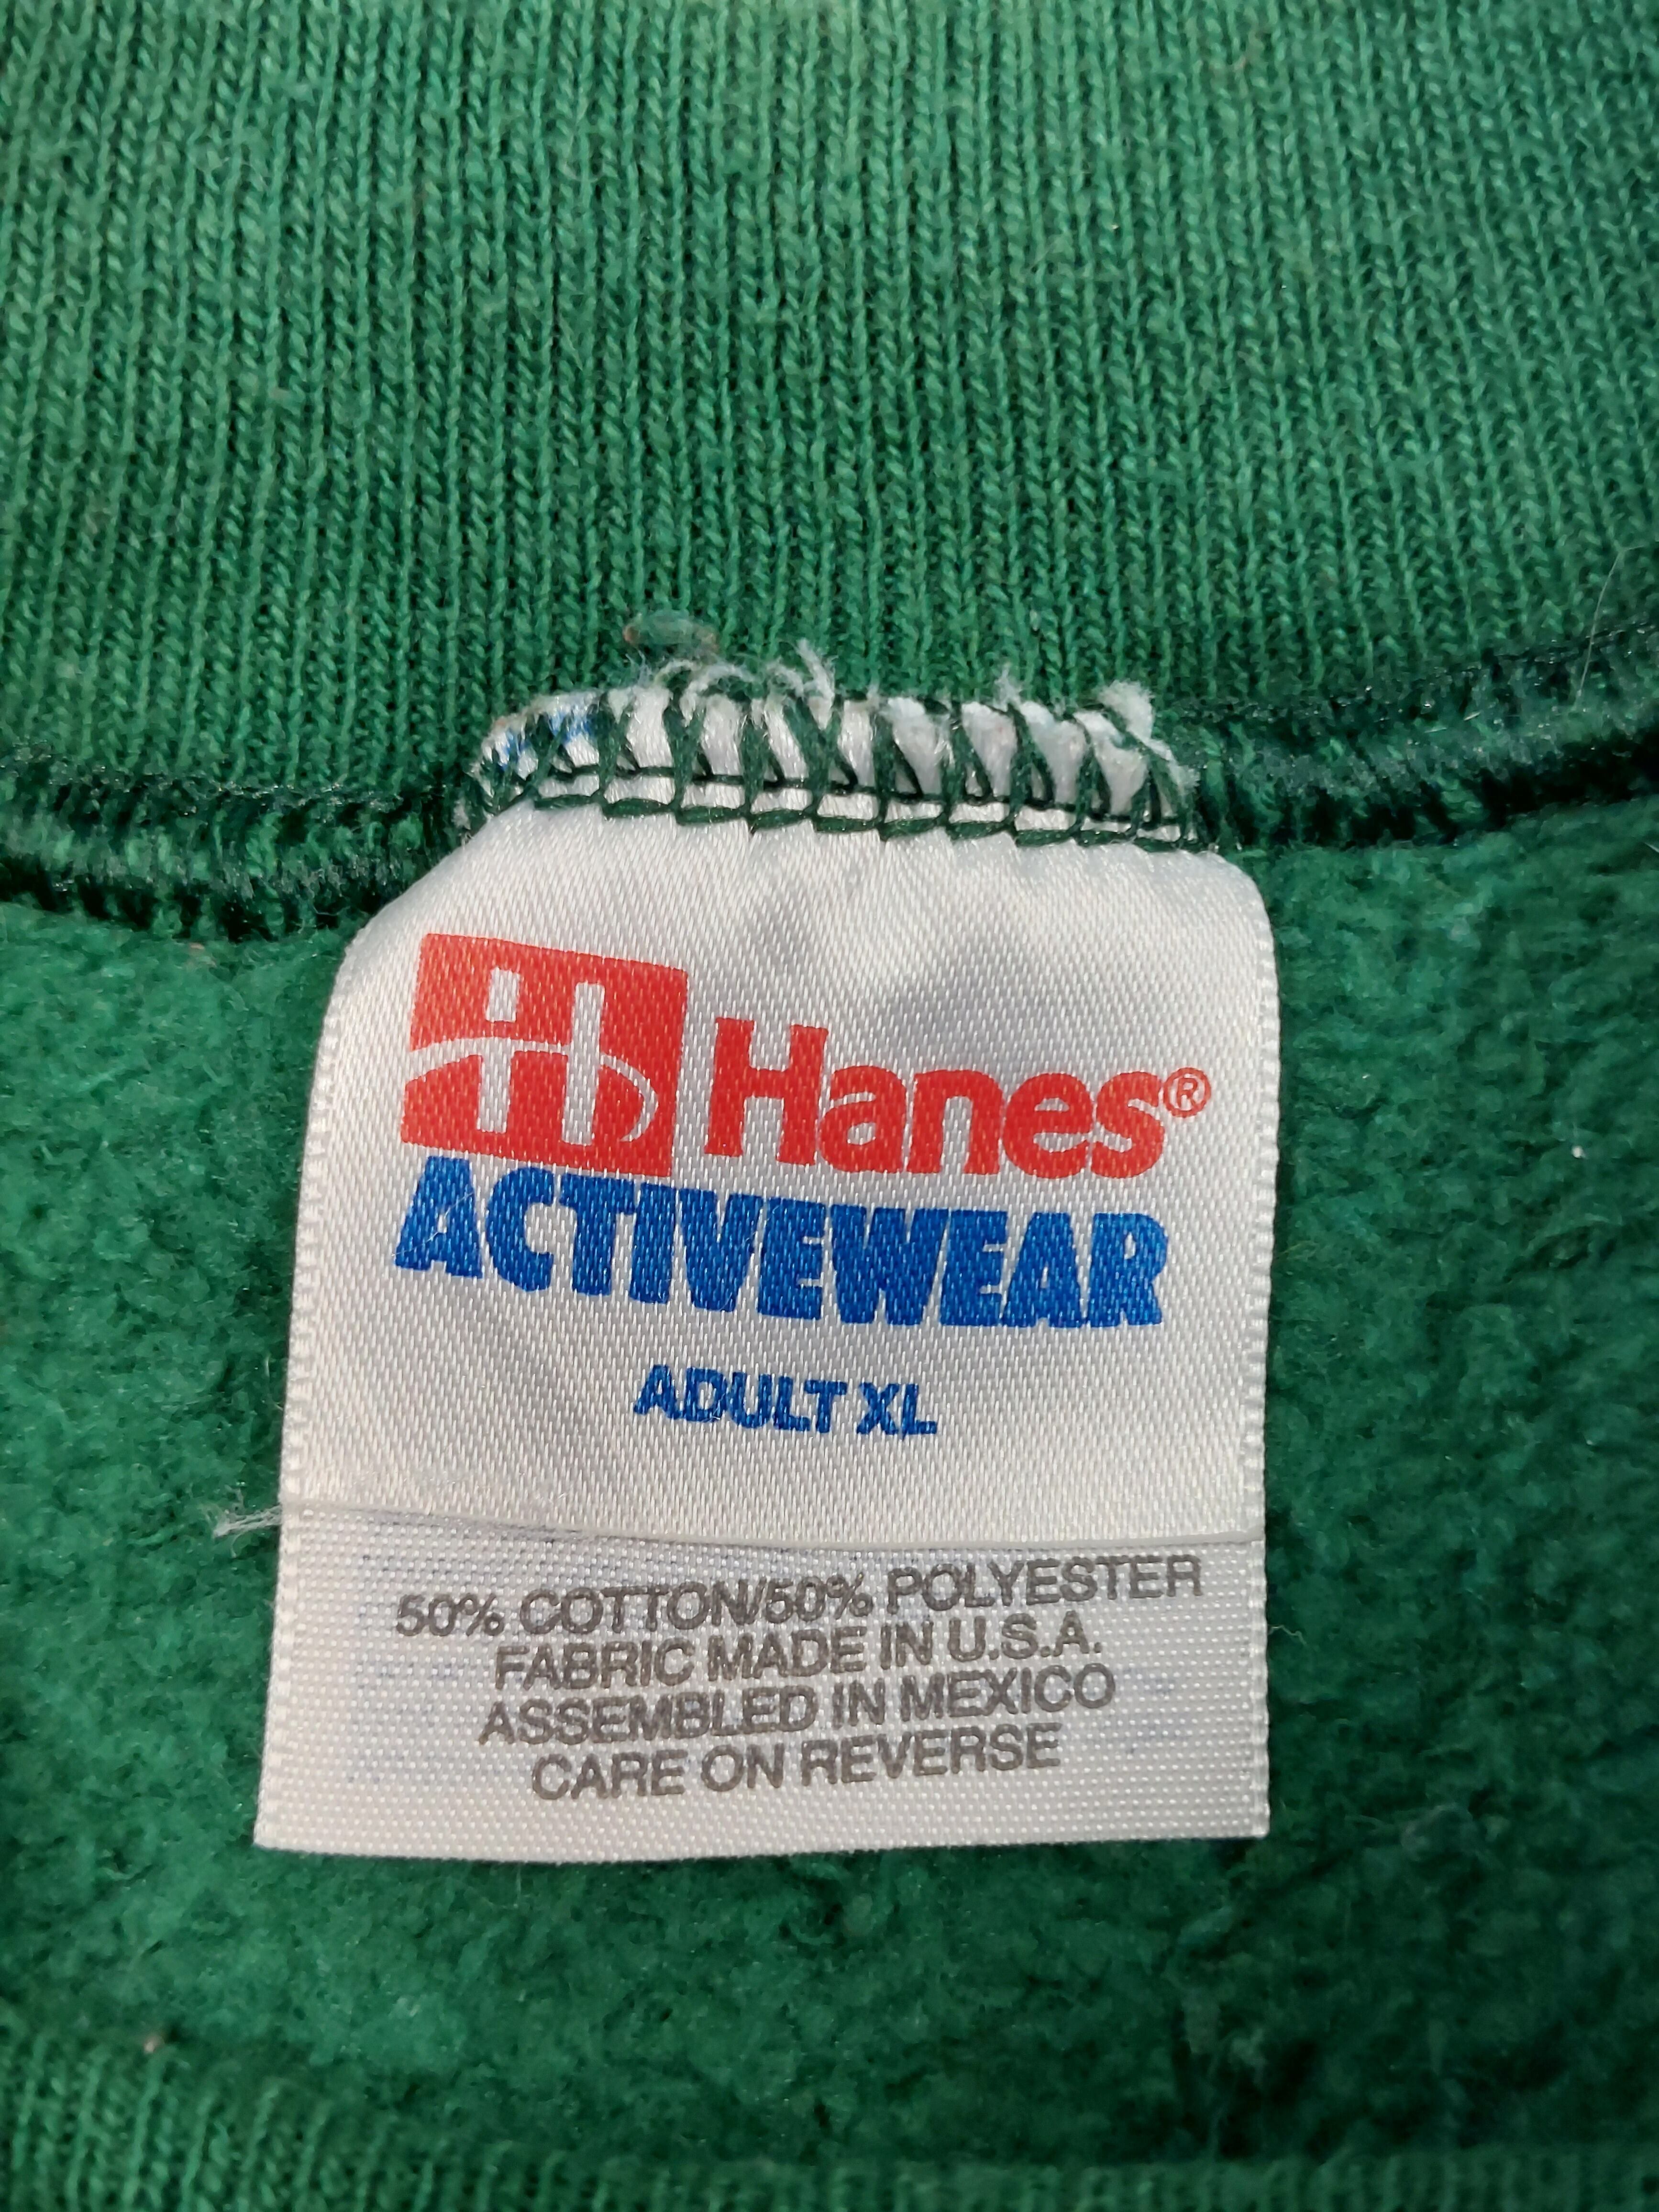 Hanes®
ACTIVEWEAR
ADULT XL
50% COTTON/50% POLYESTER
FABRIC MADE IN U.S.A.
ASSEMBLED IN MEXICO
CARE ON REVERSE